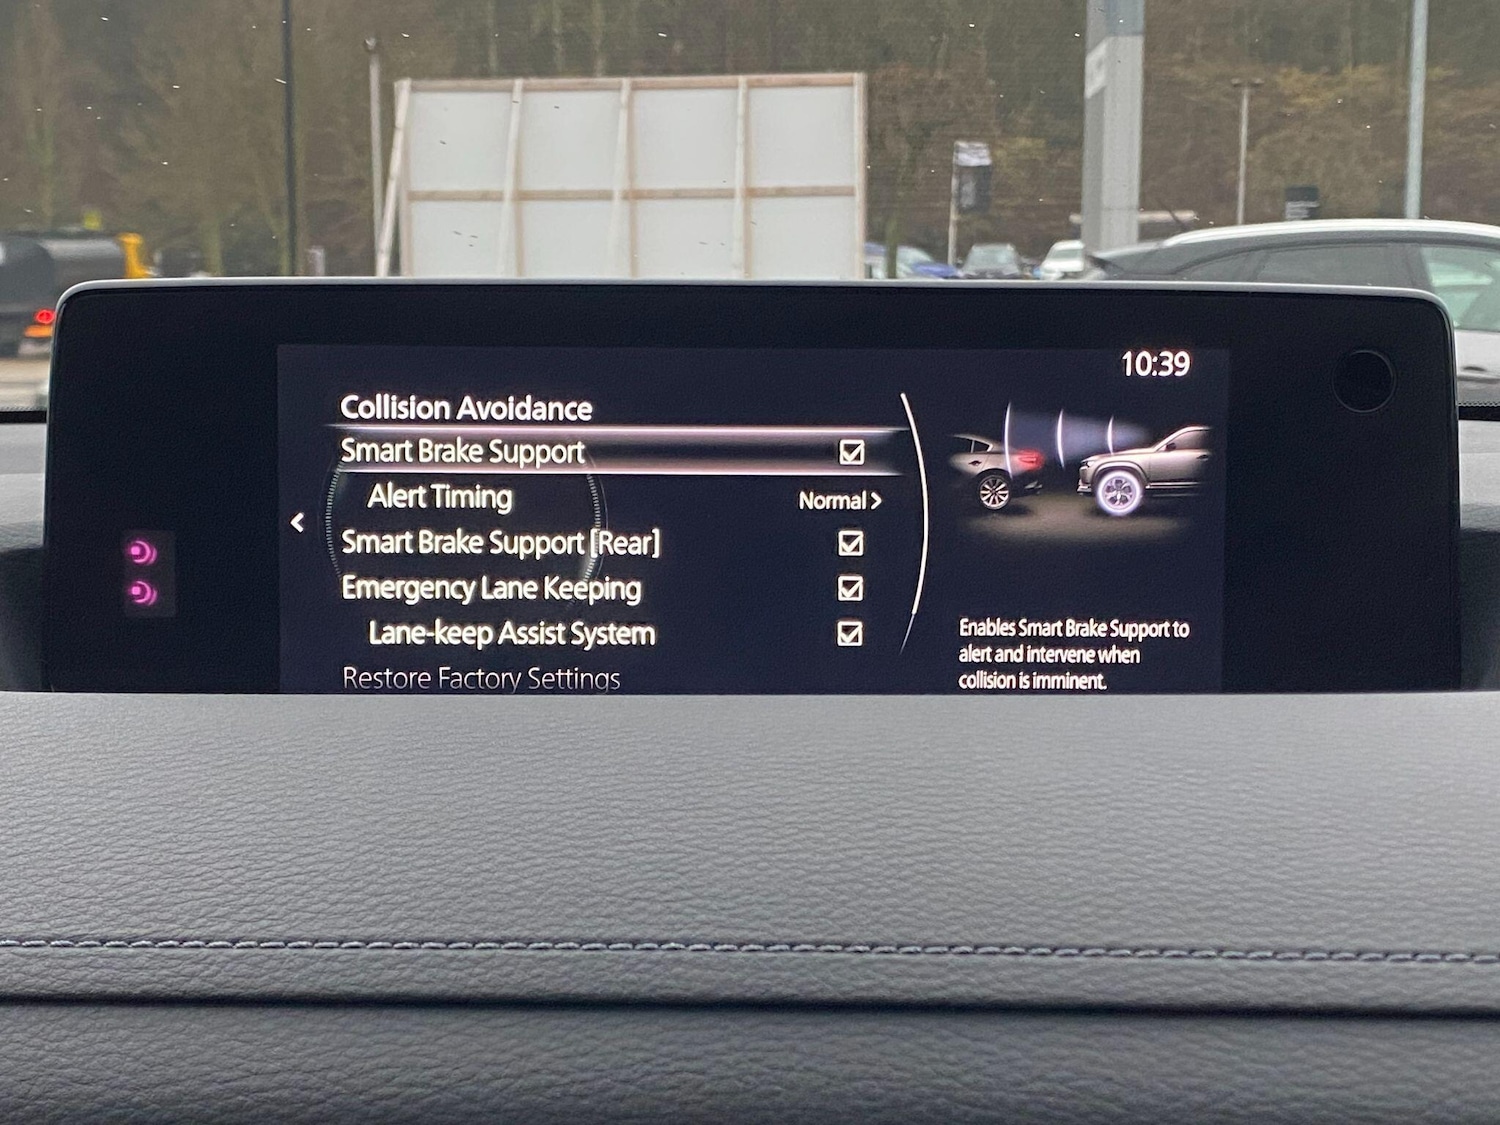 10:39
Collision Avoidance
Smart Brake Support
Alert Timing Normal >
Smart Brake Support [Rear]
Emergency Lane Keeping
Lane-keep Assist System
Restore Factory Settings
Enables Smart Brake Support to
alert and intervene when
collision is imminent.